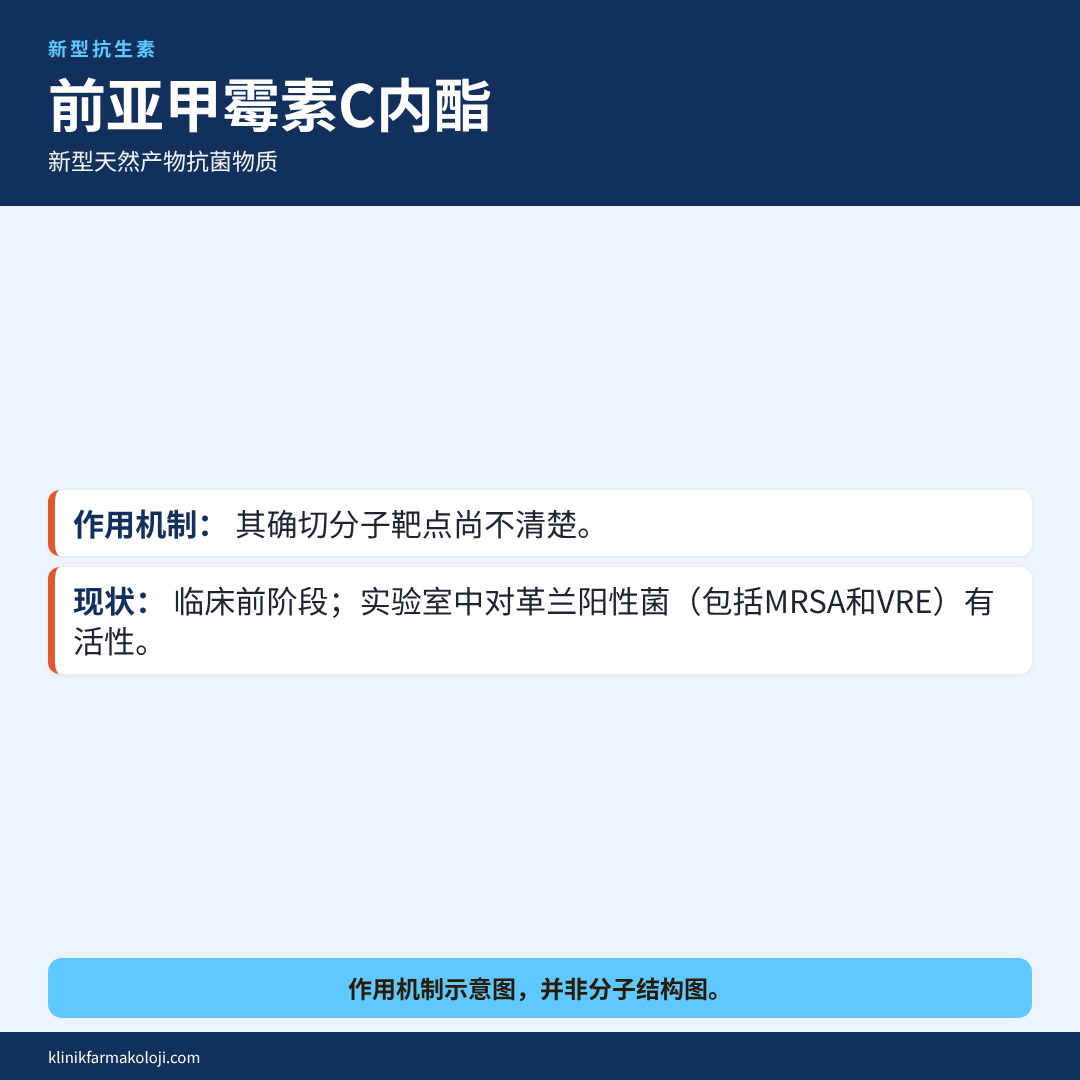 新型抗生素
前亚甲霉素C内酯
新型天然产物抗菌物质
作用机制： 其确切分子靶点尚不清楚。
现状： 临床前阶段；实验室中对革兰阳性菌（包括MRSA和VRE）有
活性。
作用机制示意图，并非分子结构图。
klinikfarmakoloji.com